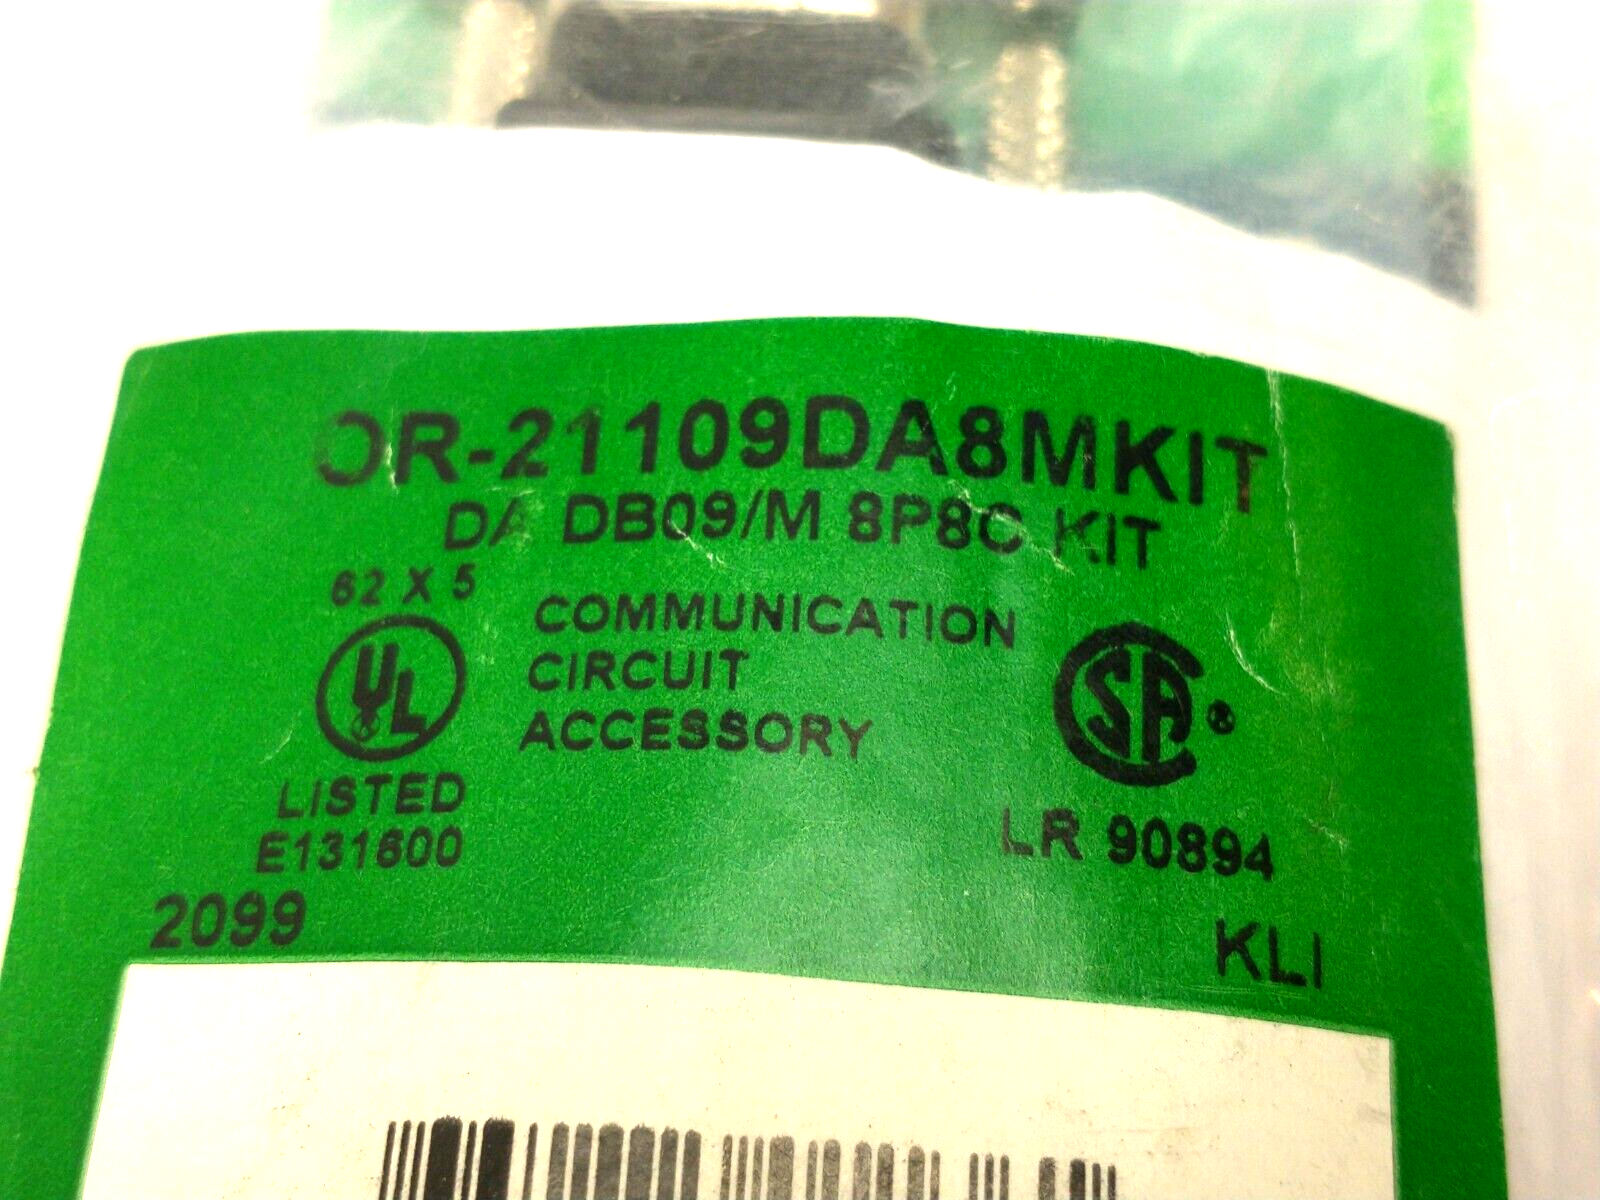 OR-21109DA8MKIT
DA DB09/M 8P8C KIT
62 X 5
UL
COMMUNICATION
CIRCUIT
ACCESSORY
SA ®
LISTED
E131600
LR 90894
2099
KLI